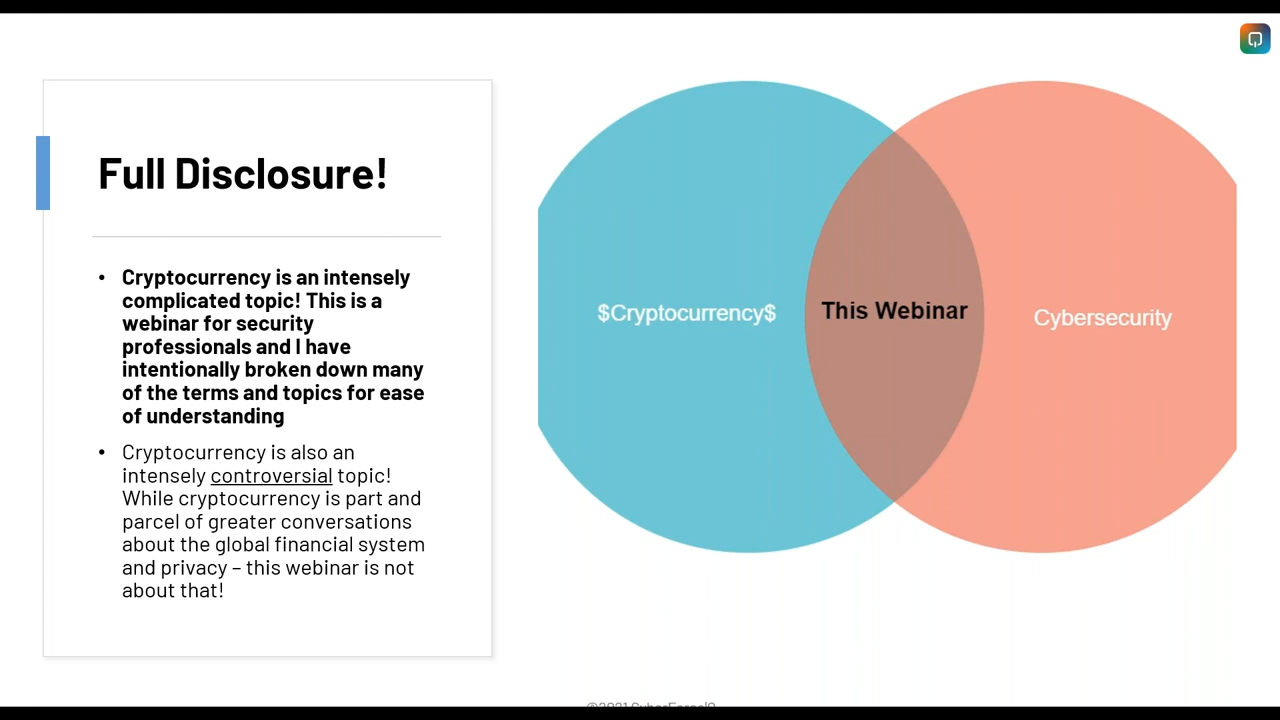 Full Disclosure!
• Cryptocurrency is an intensely
complicated topic! This is a
webinar for security
professionals and I have
intentionally broken down many
of the terms and topics for ease
of understanding
• Cryptocurrency is also an
intensely controversial topic!
While cryptocurrency is part and
parcel of greater conversations
about the global financial system
and privacy – this webinar is not
about that!
$Cryptocurrency$
This Webinar
Cybersecurity